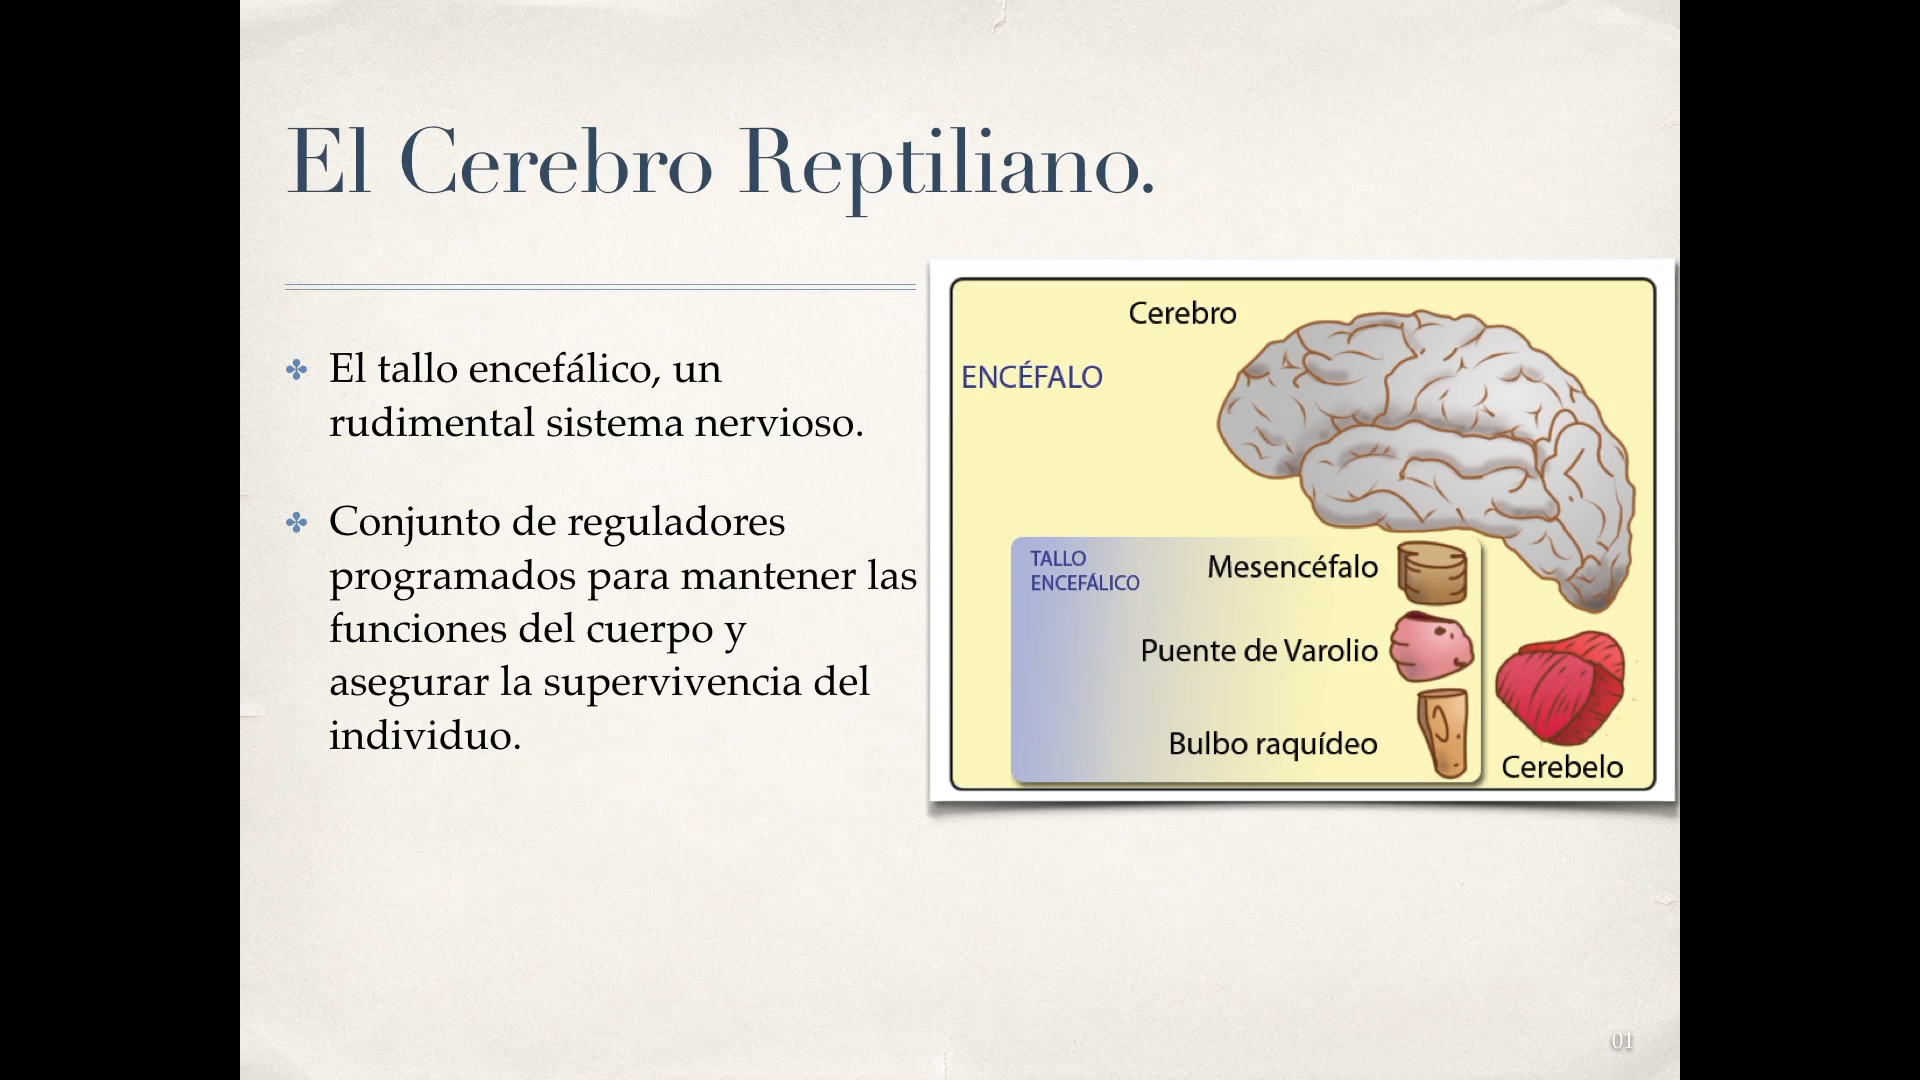 El Cerebro Reptiliano.
El tallo encefálico, un
rudimental sistema nervioso.
Conjunto de reguladores
programados para mantener las
funciones del cuerpo y
asegurar la supervivencia del
individuo.
Cerebro
ENCÉFALO
TALLO
ENCEFÁLICO
Mesencéfalo
Puente de Varolio
Bulbo raquídeo
Cerebelo
01